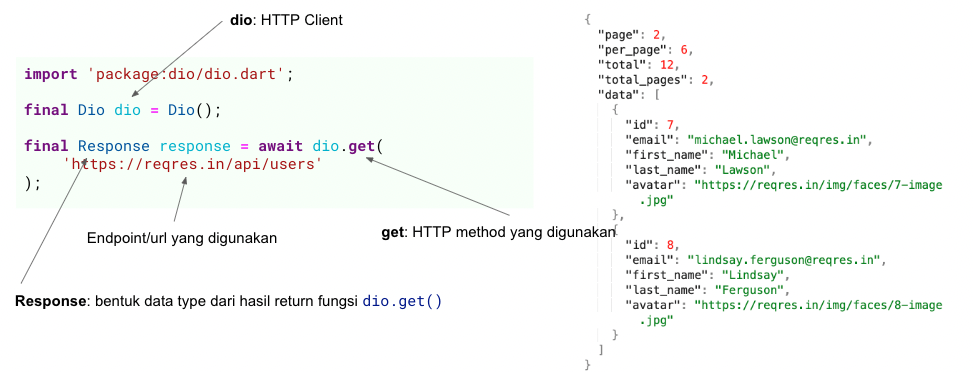 dio: HTTP Client
import 'package:dio/dio.dart';
final Dio dio = Dio();
final Response response = await dio.get(
'https://reqres.in/api/users'
);
Endpoint/url yang digunakan
get: HTTP method yang digunakan
Response: bentuk data type dari hasil return fungsi dio.get()
{
"page": 2,
"per_page": 6,
"total": 12,
"total_pages": 2,
"data": [
{
"id": 7,
"email": "michael.lawson@reqres.in",
"first_name": "Michael",
"last_name": "Lawson",
"avatar": "https://reqres.in/img/faces/7-image
.jpg"
},
{
"id": 8,
"email": "lindsay.ferguson@reqres.in",
"first_name": "Lindsay",
"last_name": "Ferguson",
"avatar": "https://reqres.in/img/faces/8-image
.jpg"
}
]
}